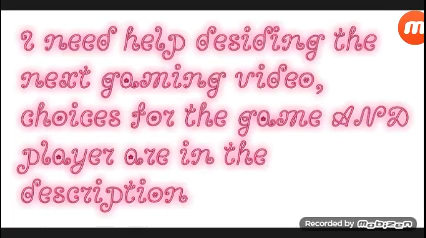 i need help desiding the
next gaming video,
choices for the game AND
player are in the
description
Recorded by mobizen
m